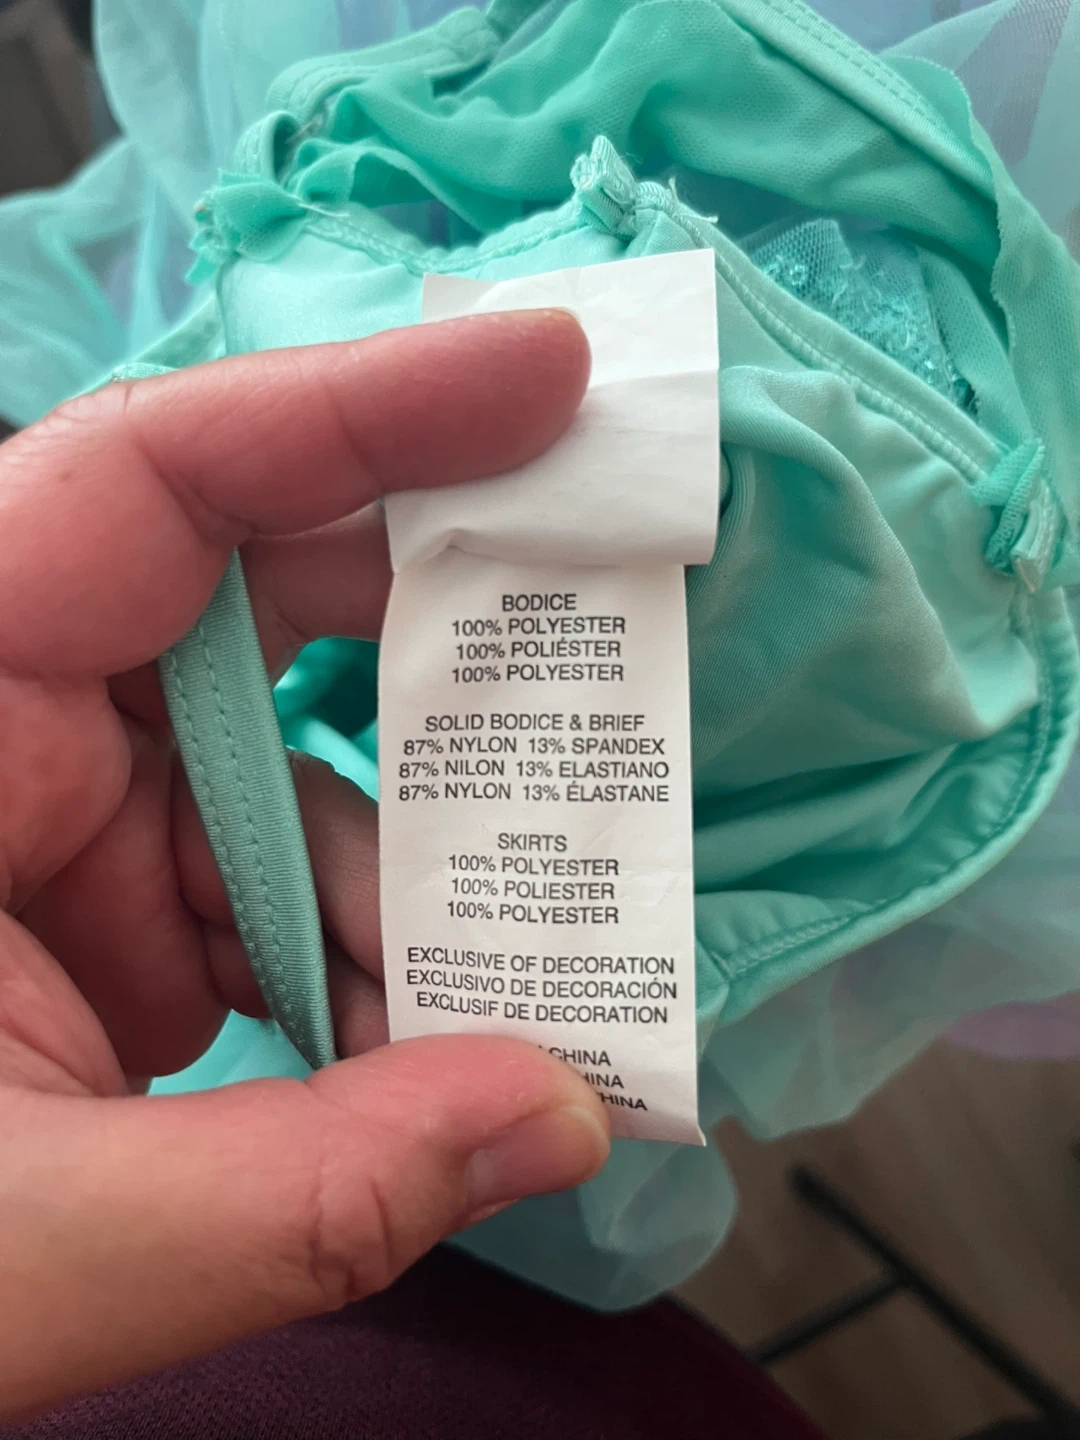 BODICE
100% POLYESTER
100% POLIÉSTER
100% POLYESTER
SOLID BODICE & BRIEF
87% NYLON 13% SPANDEX
87% NILON 13% ELASTIANO
87% NYLON 13% ÉLASTANE
SKIRTS
100% POLYESTER
100% POLIESTER
100% POLYESTER
EXCLUSIVE OF DECORATION
EXCLUSIVO DE DECORACIÓN
EXCLUSIF DE DECORATION
CHINA